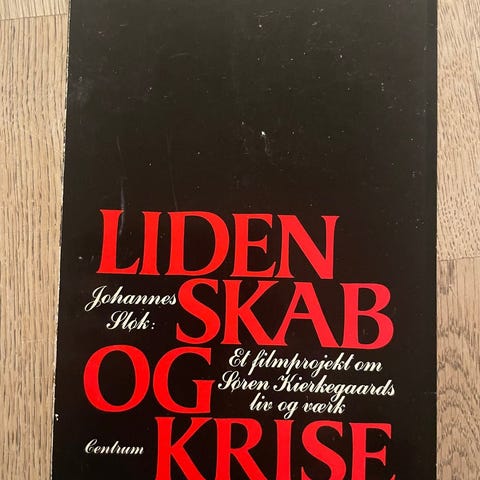 LIDEN
Johannes SKAB
Sløk:
OG Et filmprojekt om
Søren Kierkegaards
liv og værk
Centrum KRISE